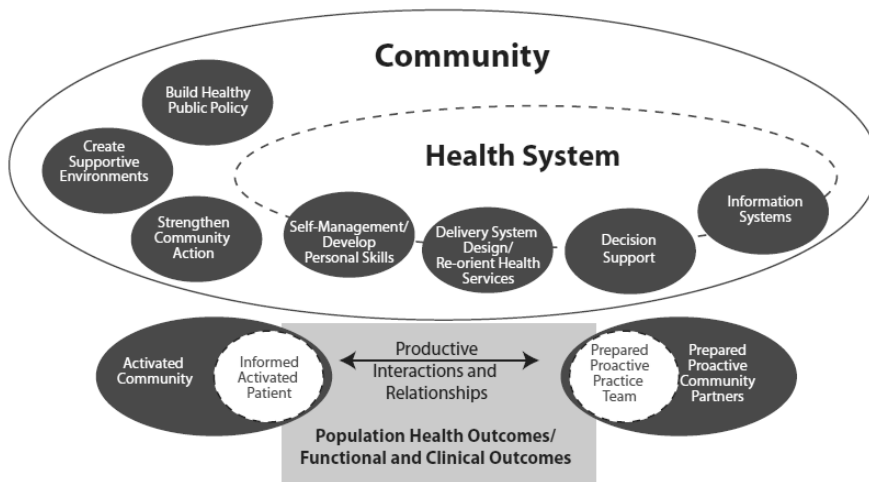 Community
Build Healthy
Public Policy
Health System
Create
Supportive
Environments
Information
Systems
Strengthen
Community
Action
Self-Management/
Develop
Personal Skills
Delivery System
Design/
Re-orient Health
Services
Decision
Support
Activated
Community
Informed
Activated
Patient
Productive
Interactions and
Relationships
Prepared
Proactive
Practice
Team
Prepared
Proactive
Community
Partners
Population Health Outcomes/
Functional and Clinical Outcomes